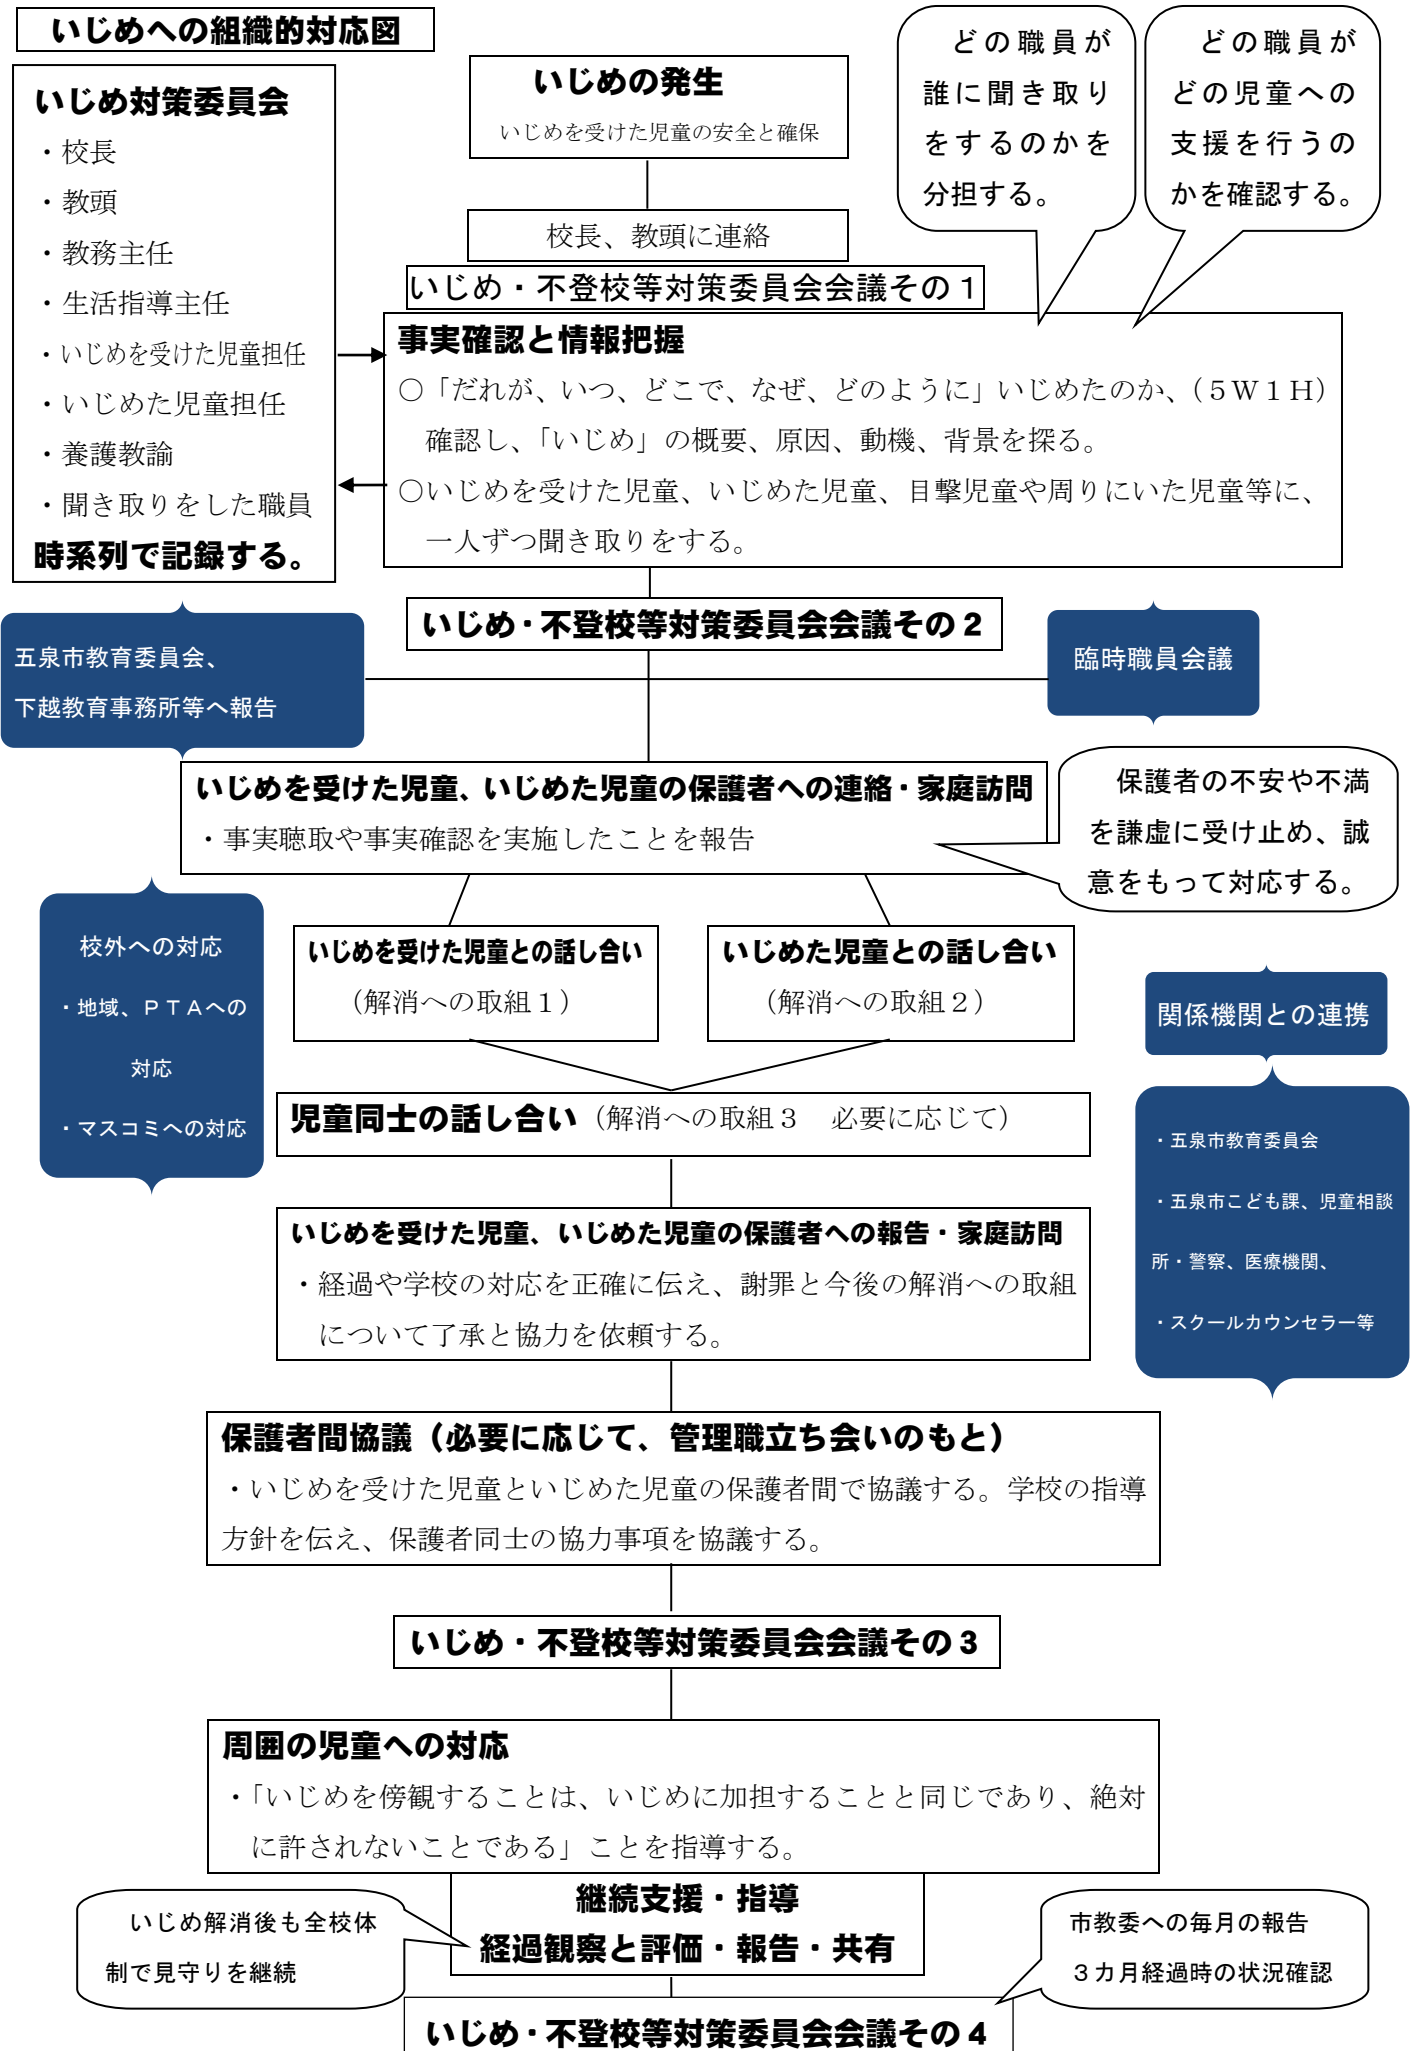 いじめへの組織的対応図
いじめ対策委員会
・校長
・教頭
・教務主任
・生活指導主任
・いじめを受けた児童担任
・いじめた児童担任
・養護教諭
・聞き取りをした職員
時系列で記録する。
いじめの発生
いじめを受けた児童の安全と確保
校長、教頭に連絡
どの職員が
誰に聞き取り
をするのかを
分担する。
どの職員が
どの児童への
支援を行うの
かを確認する。
いじめ・不登校等対策委員会会議その１
事実確認と情報把握
○「だれが、いつ、どこで、なぜ、どのように」いじめたのか、（５Ｗ１Ｈ）
確認し、「いじめ」の概要、原因、動機、背景を探る。
○いじめを受けた児童、いじめた児童、目撃児童や周りにいた児童等に、
一人ずつ聞き取りをする。
いじめ・不登校等対策委員会会議その２
五泉市教育委員会、
下越教育事務所等へ報告
臨時職員会議
いじめを受けた児童、いじめた児童の保護者への連絡・家庭訪問
・事実聴取や事実確認を実施したことを報告
保護者の不安や不満
を謙虚に受け止め、誠
意をもって対応する。
校外への対応
・地域、ＰＴＡへの
対応
・マスコミへの対応
いじめを受けた児童との話し合い
（解消への取組１）
いじめた児童との話し合い
（解消への取組２）
関係機関との連携
・五泉市教育委員会
・五泉市こども課、児童相談
所・警察、医療機関、
・スクールカウンセラー等
児童同士の話し合い（解消への取組３　必要に応じて）
いじめを受けた児童、いじめた児童の保護者への報告・家庭訪問
・経過や学校の対応を正確に伝え、謝罪と今後の解消への取組
について了承と協力を依頼する。
保護者間協議（必要に応じて、管理職立ち会いのもと）
・いじめを受けた児童といじめた児童の保護者間で協議する。学校の指導
方針を伝え、保護者同士の協力事項を協議する。
いじめ・不登校等対策委員会会議その３
周囲の児童への対応
・「いじめを傍観することは、いじめに加担することと同じであり、絶対
に許されないことである」ことを指導する。
継続支援・指導
経過観察と評価・報告・共有
いじめ解消後も全校体
制で見守りを継続
市教委への毎月の報告
３カ月経過時の状況確認
いじめ・不登校等対策委員会会議その４